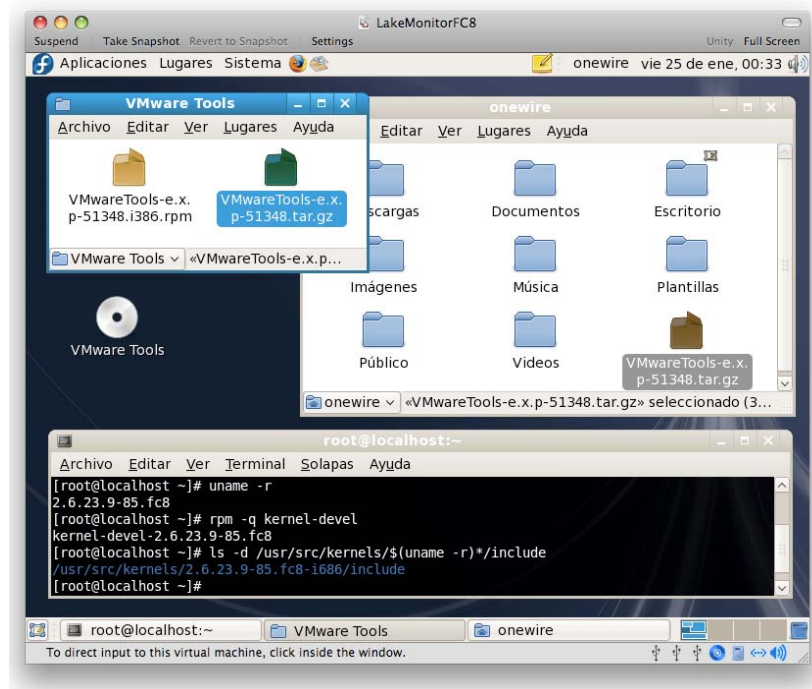 LakeMonitorFC8
Suspend Take Snapshot Revert to Snapshot Settings Unity Full Screen
Aplicaciones Lugares Sistema onewire vie 25 de ene, 00:33
VMware Tools
Archivo Editar Ver Lugares Ayuda
VMwareTools-e.x.
p-51348.i386.rpm
VMwareTools-e.x.
p-51348.tar.gz
VMware Tools «VMwareTools-e.x.p...
onewire
Editar Ver Lugares Ayuda
scargas
Documentos
Escritorio
Imágenes
Música
Plantillas
Público
Videos
VMwareTools-e.x.
p-51348.tar.gz
onewire «VMwareTools-e.x.p-51348.tar.gz» seleccionado (3...
VMware Tools
root@localhost:~
Archivo Editar Ver Terminal Solapas Ayuda
[root@localhost ~]# uname -r
2.6.23.9-85.fc8
[root@localhost ~]# rpm -q kernel-devel
kernel-devel-2.6.23.9-85.fc8
[root@localhost ~]# ls -d /usr/src/kernels/$(uname -r)*/include
/usr/src/kernels/2.6.23.9-85.fc8-i686/include
[root@localhost ~]#
root@localhost:~ VMware Tools onewire
To direct input to this virtual machine, click inside the window.